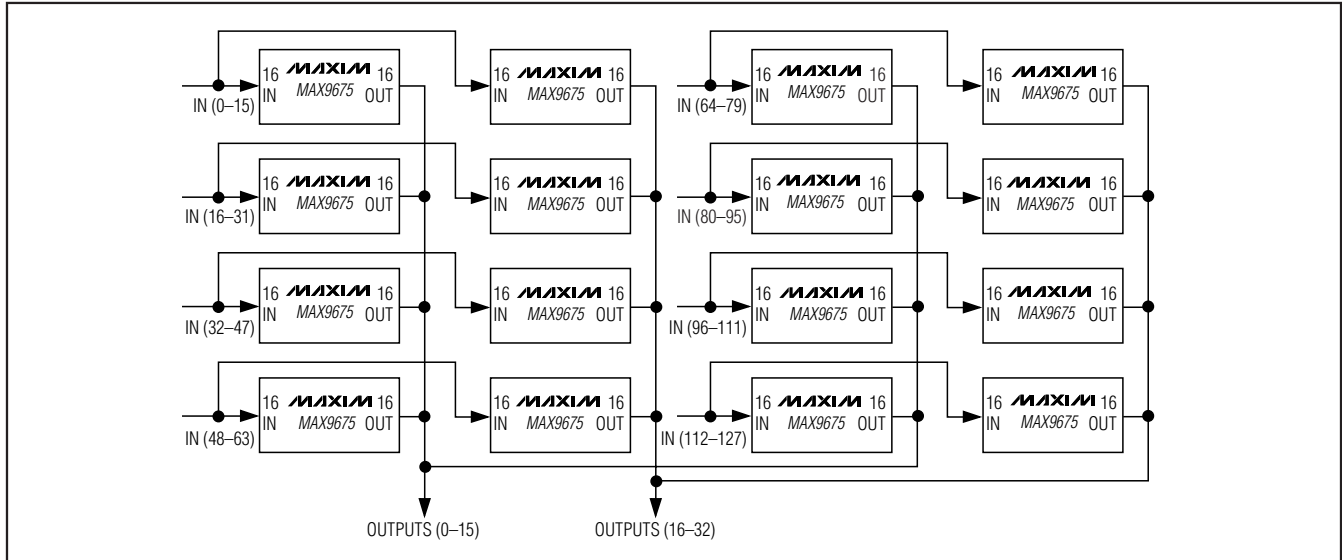 16 MAXIM 16
IN MAX9675 OUT
IN (0–15)
16 MAXIM 16
IN MAX9675 OUT
16 MAXIM 16
IN MAX9675 OUT
IN (64–79)
16 MAXIM 16
IN MAX9675 OUT
16 MAXIM 16
IN MAX9675 OUT
IN (16–31)
16 MAXIM 16
IN MAX9675 OUT
16 MAXIM 16
IN MAX9675 OUT
IN (80–95)
16 MAXIM 16
IN MAX9675 OUT
16 MAXIM 16
IN MAX9675 OUT
IN (32–47)
16 MAXIM 16
IN MAX9675 OUT
16 MAXIM 16
IN MAX9675 OUT
IN (96–111)
16 MAXIM 16
IN MAX9675 OUT
16 MAXIM 16
IN MAX9675 OUT
IN (48–63)
16 MAXIM 16
IN MAX9675 OUT
16 MAXIM 16
IN MAX9675 OUT
IN (112–127)
16 MAXIM 16
IN MAX9675 OUT
OUTPUTS (0–15)
OUTPUTS (16–32)